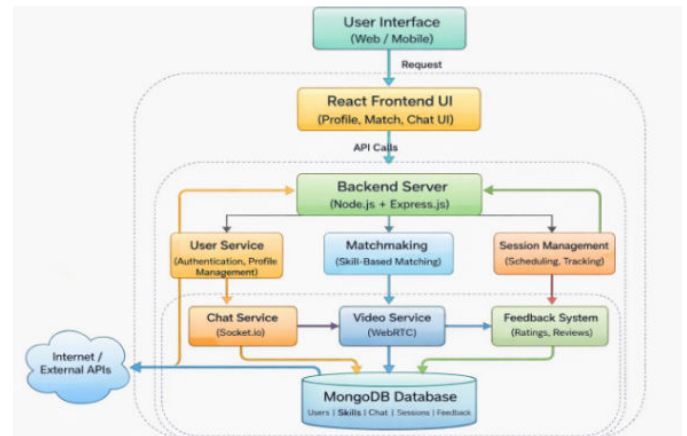 User Interface
(Web / Mobile)
Request
React Frontend UI
(Profile, Match, Chat UI)
API Calls
Backend Server
(Node.js + Express.js)
User Service
(Authentication, Profile
Management)
Matchmaking
(Skill-Based Matching)
Session Management
(Scheduling, Tracking)
Chat Service
(Socket.io)
Video Service
(WebRTC)
Feedback System
(Ratings, Reviews)
Internet /
External APIs
MongoDB Database
Users | Skills | Chat | Sessions | Feedback